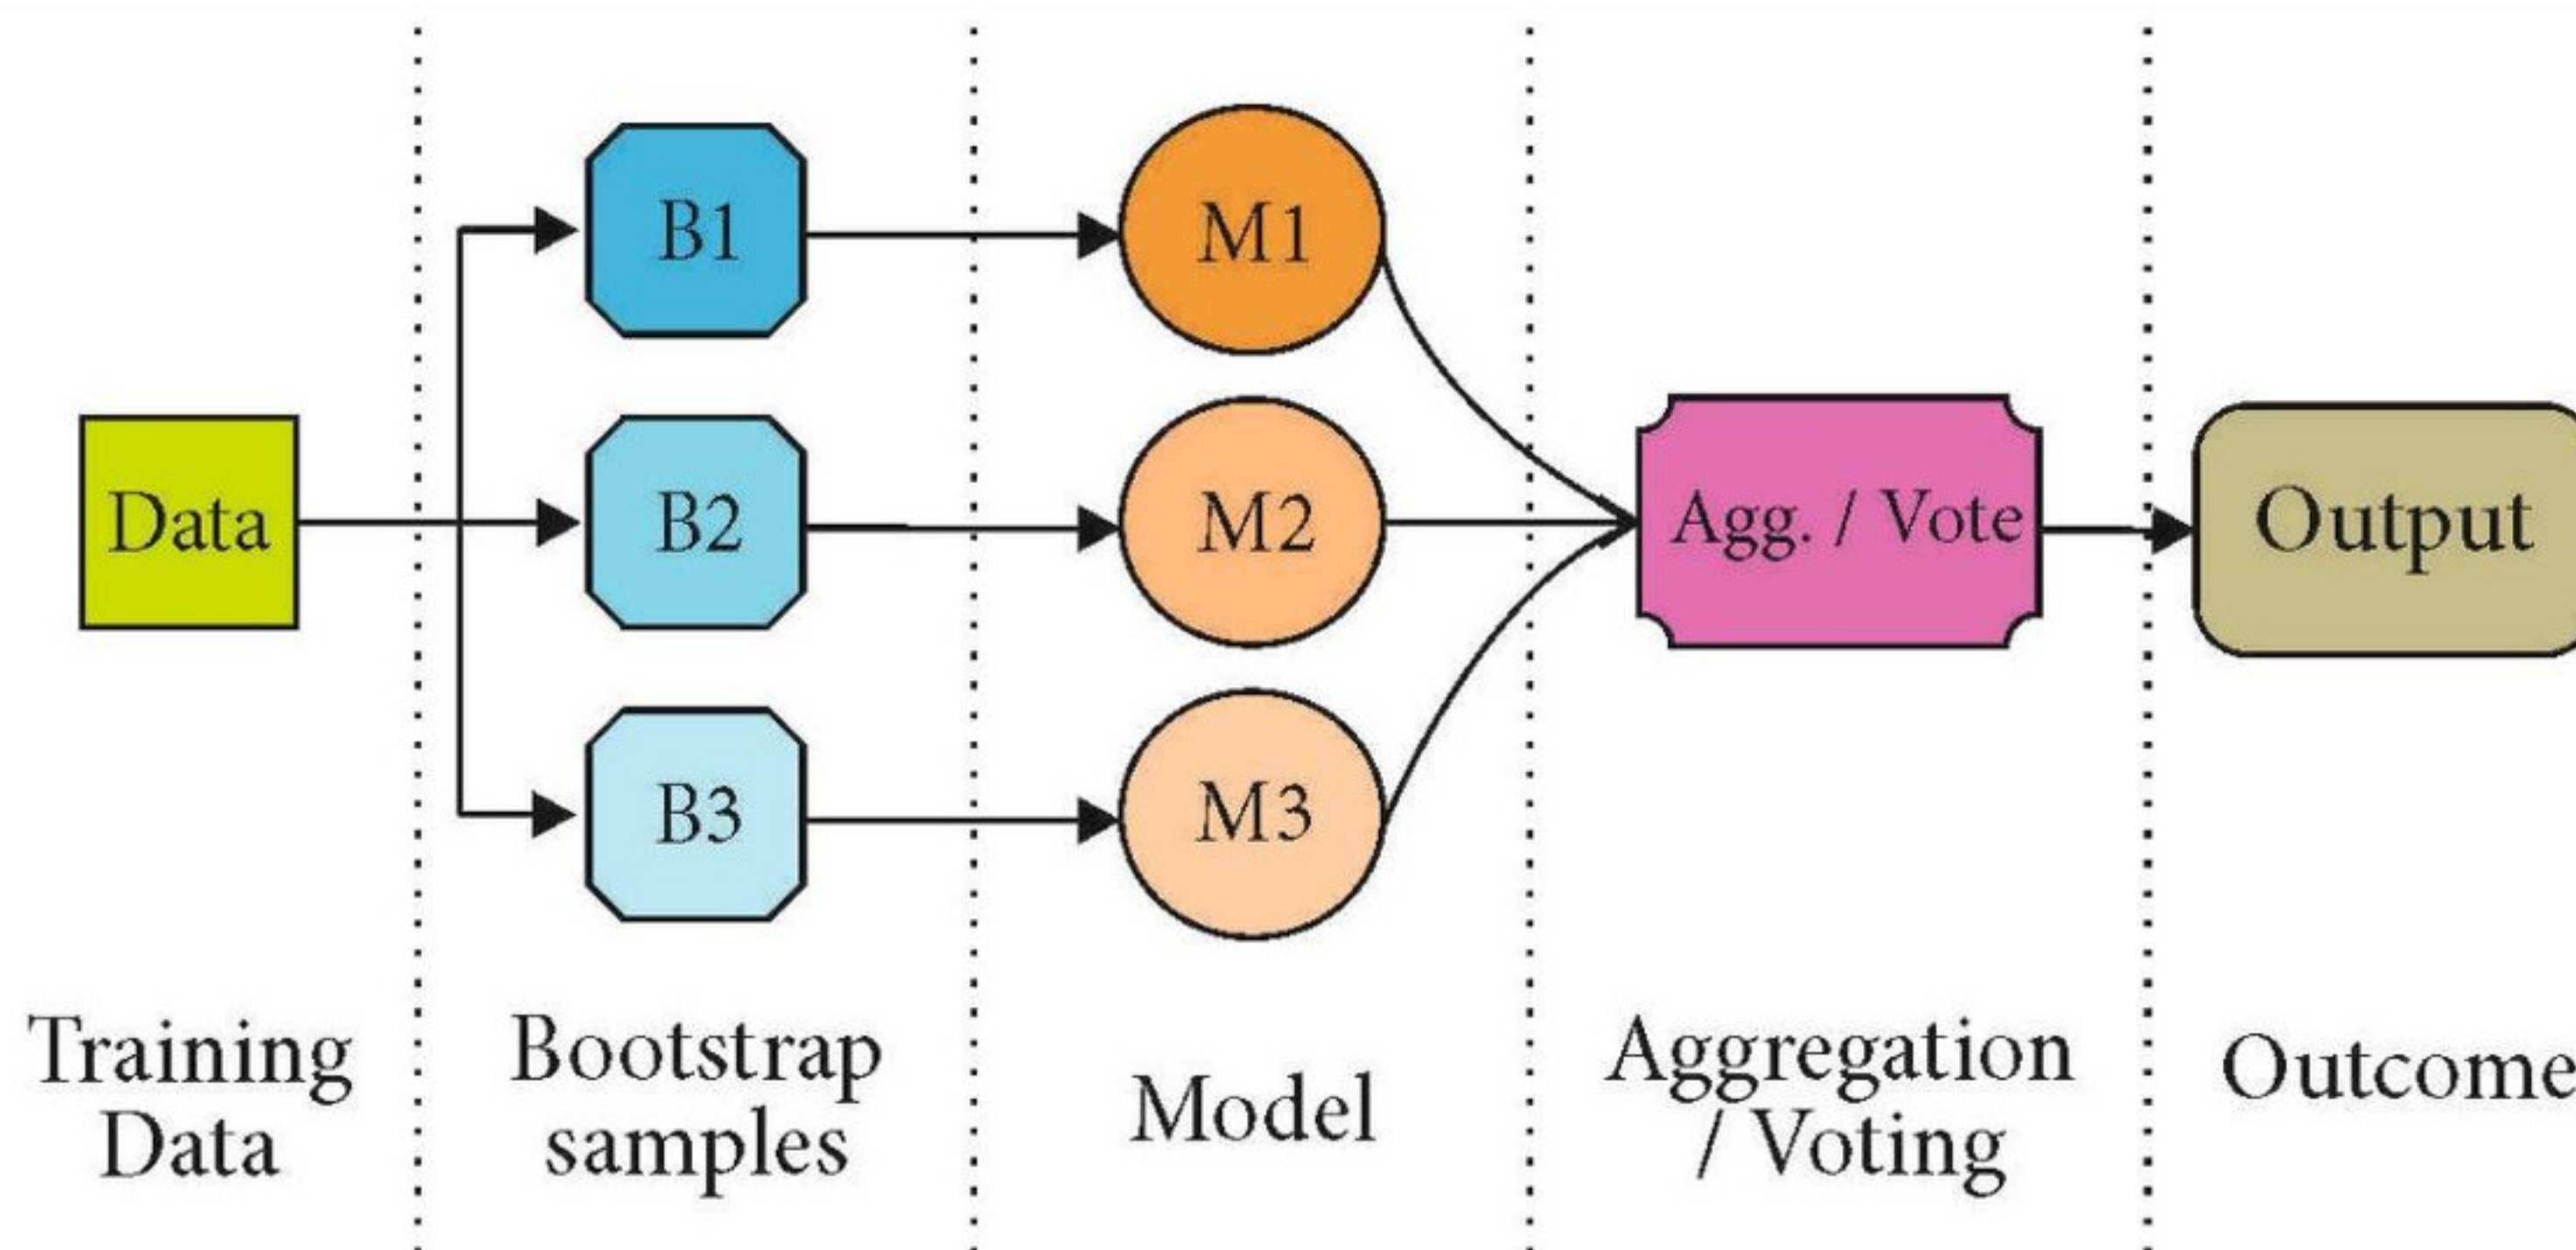 B1
M1
Data
B2
M2
Agg. / Vote
Output
B3
M3
Training
Data
Bootstrap
samples
Model
Aggregation
/ Voting
Outcome